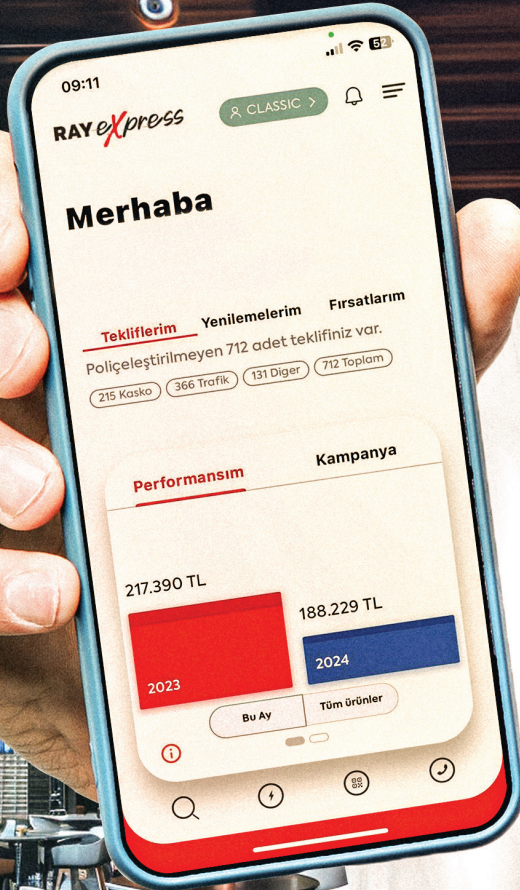 09:11
52
RAY eXpress
CLASSIC
Merhaba
Tekliflerim Yenilemelerim Fırsatlarım
Poliçeleştirilmeyen 712 adet teklifiniz var.
215 Kasko 366 Trafik 131 Diger 712 Toplam
Performansım Kampanya
217.390 TL
188.229 TL
2023
2024
Bu Ay Tüm ürünler